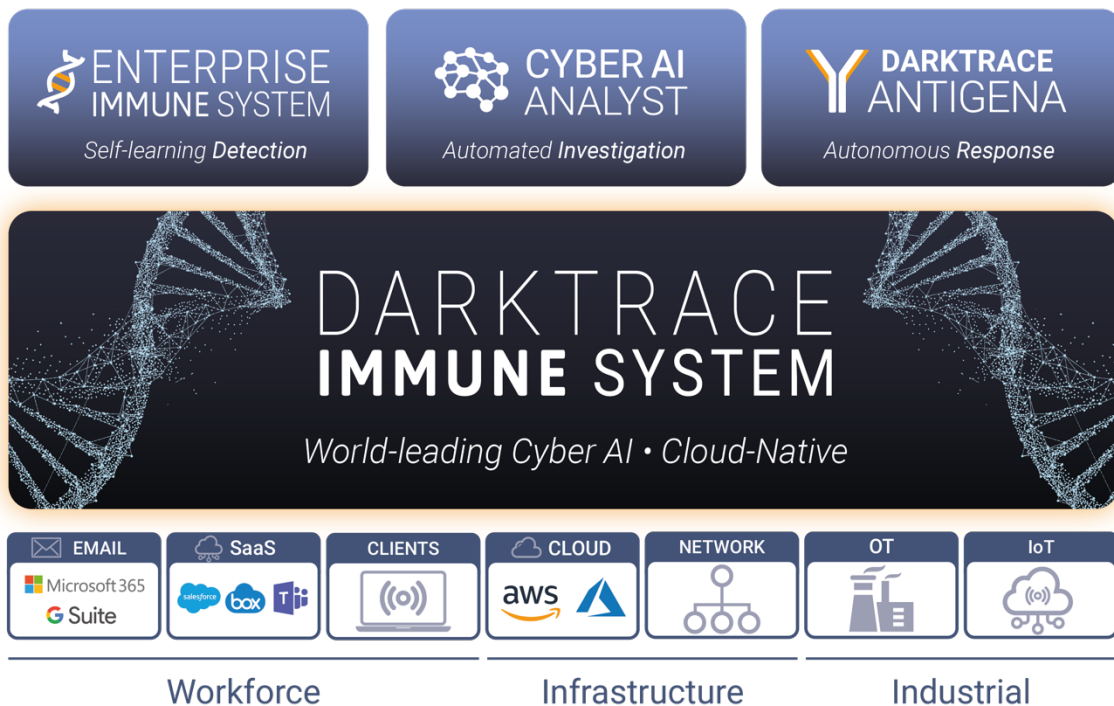 ENTERPRISE
IMMUNE SYSTEM
Self-learning Detection
CYBER AI
ANALYST
Automated Investigation
DARKTRACE
ANTIGENA
Autonomous Response
DARKTRACE
IMMUNE SYSTEM
World-leading Cyber AI • Cloud-Native
EMAIL
Microsoft 365
G Suite
SaaS
salesforce
box
T
CLIENTS
CLOUD
aws
NETWORK
OT
IoT
Workforce
Infrastructure
Industrial